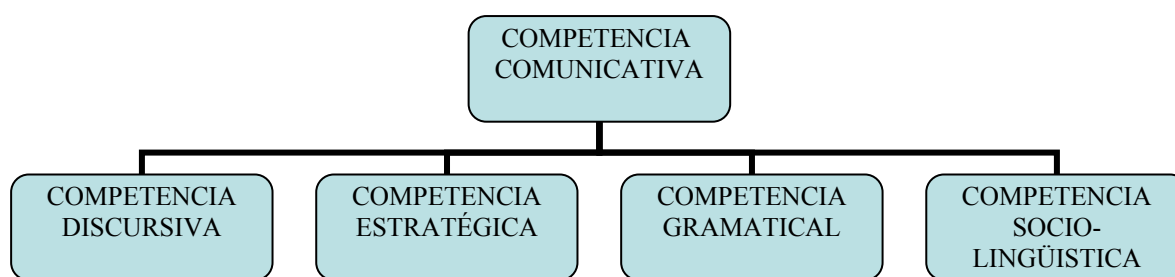 COMPETENCIA
COMUNICATIVA
COMPETENCIA
DISCURSIVA
COMPETENCIA
ESTRATÉGICA
COMPETENCIA
GRAMATICAL
COMPETENCIA
SOCIO-
LINGÜISTICA